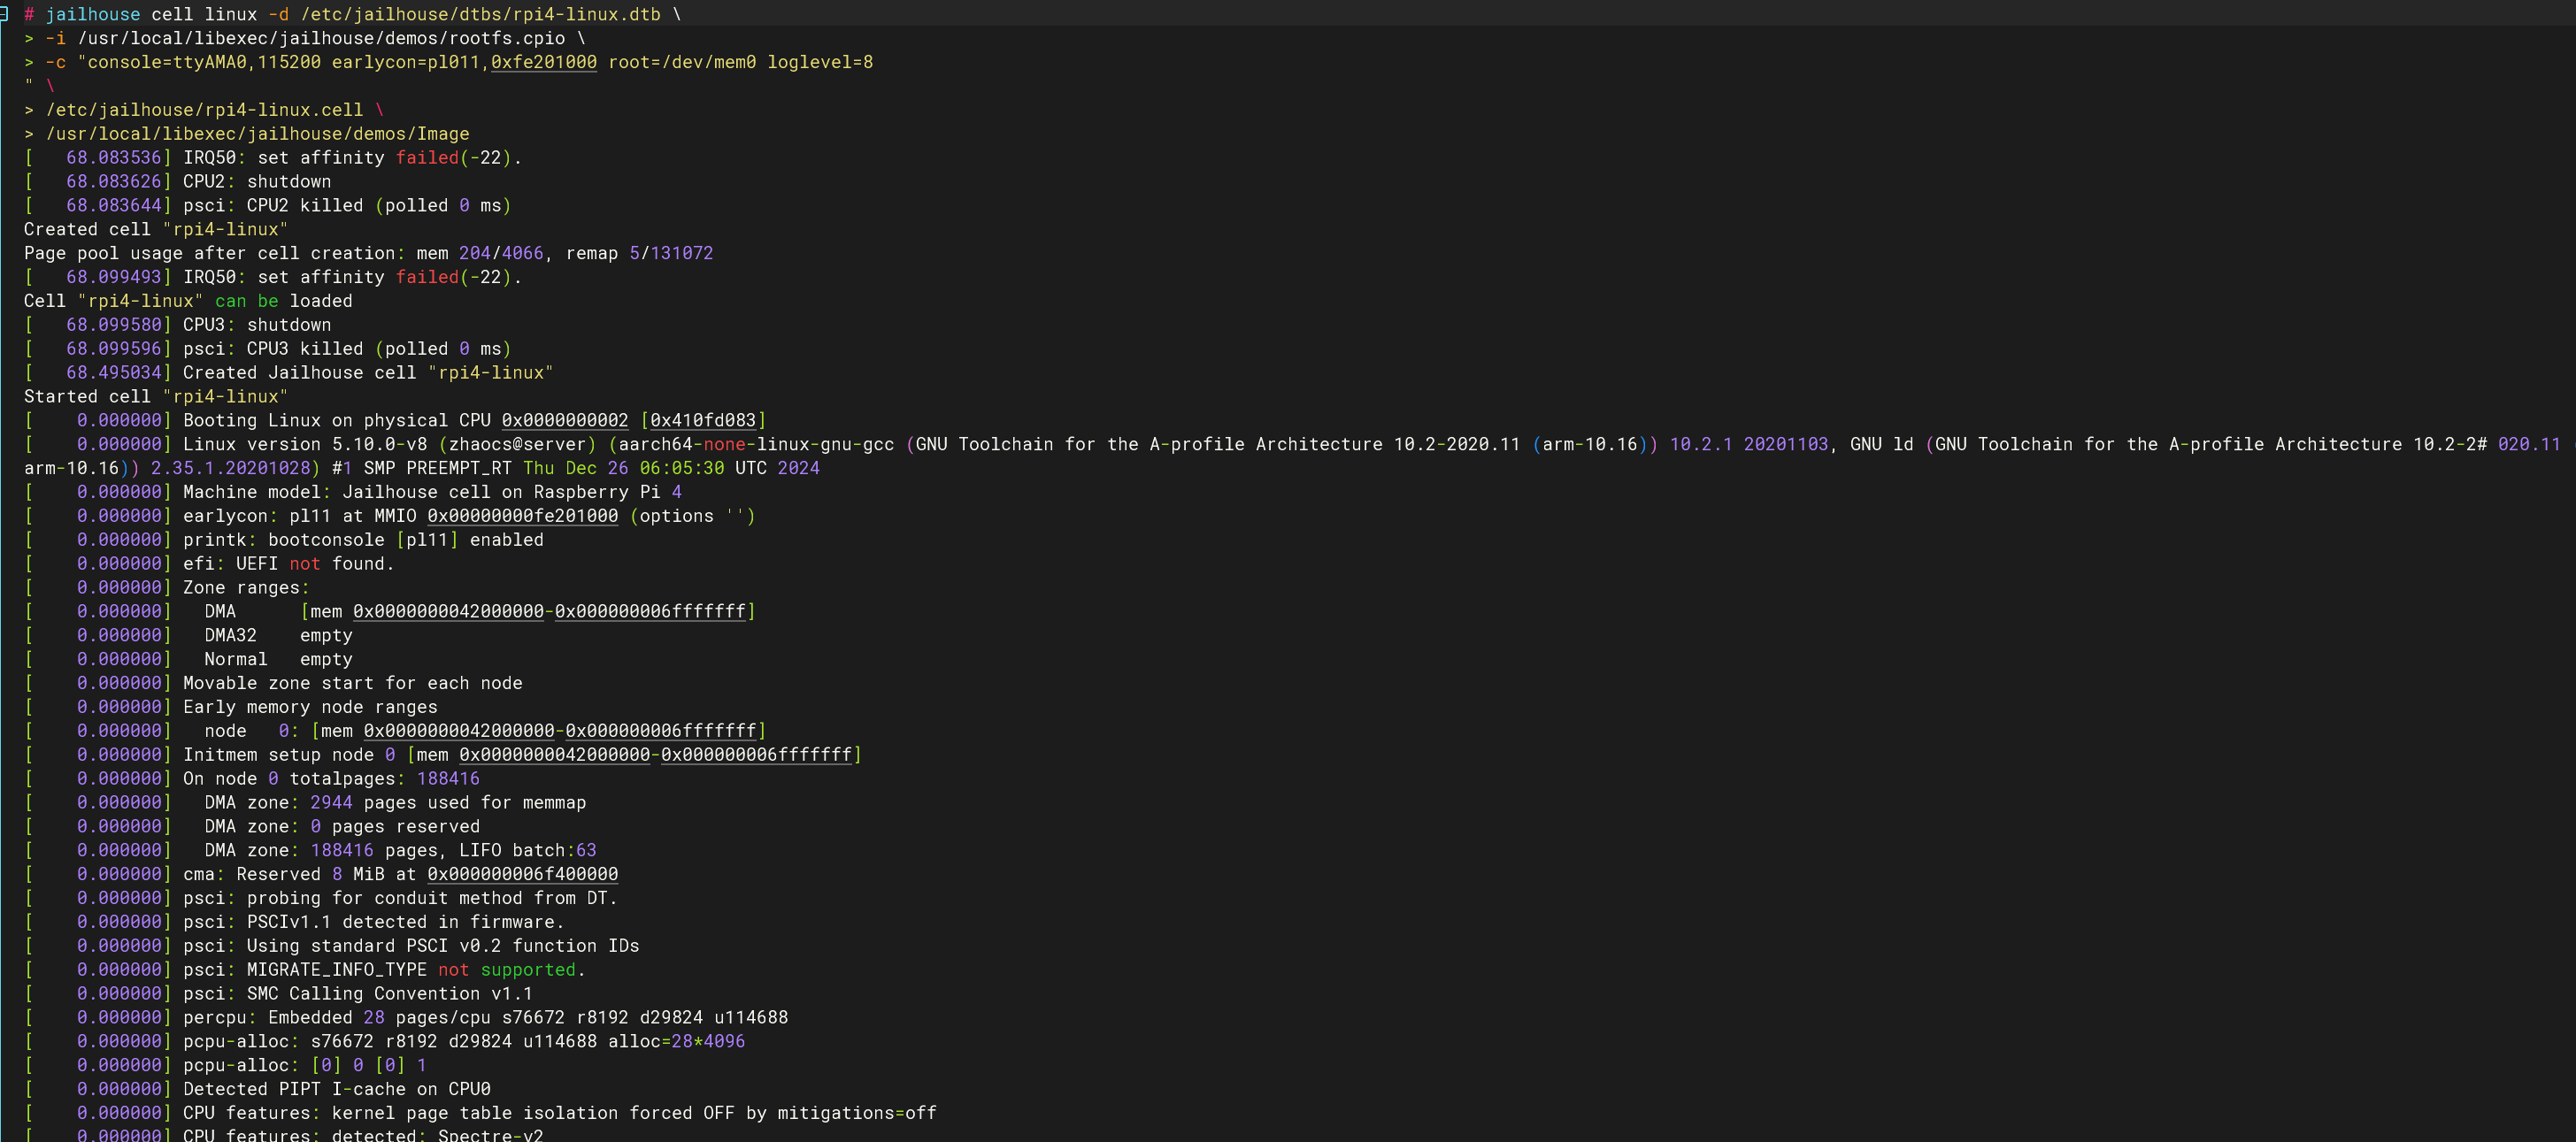 # jailhouse cell linux -d /etc/jailhouse/dtbs/rpi4-linux.dtb \
> -i /usr/local/libexec/jailhouse/demos/rootfs.cpio \
> -c "console=ttyAMA0,115200 earlycon=pl011,0xfe201000 root=/dev/mem0 loglevel=8
" \
> /etc/jailhouse/rpi4-linux.cell \
> /usr/local/libexec/jailhouse/demos/Image
[   68.083536] IRQ50: set affinity failed(-22).
[   68.083626] CPU2: shutdown
[   68.083644] psci: CPU2 killed (polled 0 ms)
Created cell "rpi4-linux"
Page pool usage after cell creation: mem 204/4066, remap 5/131072
[   68.099493] IRQ50: set affinity failed(-22).
Cell "rpi4-linux" can be loaded
[   68.099580] CPU3: shutdown
[   68.099596] psci: CPU3 killed (polled 0 ms)
[   68.495034] Created Jailhouse cell "rpi4-linux"
Started cell "rpi4-linux"
[    0.000000] Booting Linux on physical CPU 0x0000000002 [0x410fd083]
[    0.000000] Linux version 5.10.0-v8 (zhaocs@server) (aarch64-none-linux-gnu-gcc (GNU Toolchain for the A-profile Architecture 10.2-2020.11 (arm-10.16)) 10.2.1 20201103, GNU ld (GNU Toolchain for the A-profile Architecture 10.2-2# 020.11 (
arm-10.16)) 2.35.1.20201028) #1 SMP PREEMPT_RT Thu Dec 26 06:05:30 UTC 2024
[    0.000000] Machine model: Jailhouse cell on Raspberry Pi 4
[    0.000000] earlycon: pl11 at MMIO 0x00000000fe201000 (options '')
[    0.000000] printk: bootconsole [pl11] enabled
[    0.000000] efi: UEFI not found.
[    0.000000] Zone ranges:
[    0.000000]   DMA      [mem 0x0000000042000000-0x000000006fffffff]
[    0.000000]   DMA32    empty
[    0.000000]   Normal   empty
[    0.000000] Movable zone start for each node
[    0.000000] Early memory node ranges
[    0.000000]   node   0: [mem 0x0000000042000000-0x000000006fffffff]
[    0.000000] Initmem setup node 0 [mem 0x0000000042000000-0x000000006fffffff]
[    0.000000] On node 0 totalpages: 188416
[    0.000000]   DMA zone: 2944 pages used for memmap
[    0.000000]   DMA zone: 0 pages reserved
[    0.000000]   DMA zone: 188416 pages, LIFO batch:63
[    0.000000] cma: Reserved 8 MiB at 0x000000006f400000
[    0.000000] psci: probing for conduit method from DT.
[    0.000000] psci: PSCIv1.1 detected in firmware.
[    0.000000] psci: Using standard PSCI v0.2 function IDs
[    0.000000] psci: MIGRATE_INFO_TYPE not supported.
[    0.000000] psci: SMC Calling Convention v1.1
[    0.000000] percpu: Embedded 28 pages/cpu s76672 r8192 d29824 u114688
[    0.000000] pcpu-alloc: s76672 r8192 d29824 u114688 alloc=28*4096
[    0.000000] pcpu-alloc: [0] 0 [0] 1
[    0.000000] Detected PIPT I-cache on CPU0
[    0.000000] CPU features: kernel page table isolation forced OFF by mitigations=off
[    0.000000] CPU features: detected: Spectre-v2